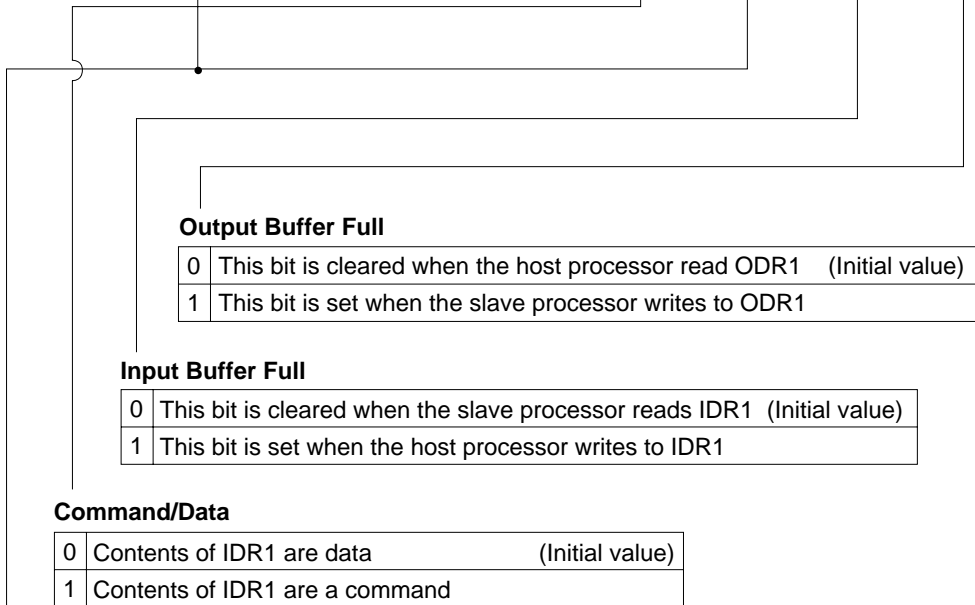 Output Buffer Full
0 This bit is cleared when the host processor read ODR1 (Initial value)
1 This bit is set when the slave processor writes to ODR1
Input Buffer Full
0 This bit is cleared when the slave processor reads IDR1 (Initial value)
1 This bit is set when the host processor writes to IDR1
Command/Data
0 Contents of IDR1 are data (Initial value)
1 Contents of IDR1 are a command